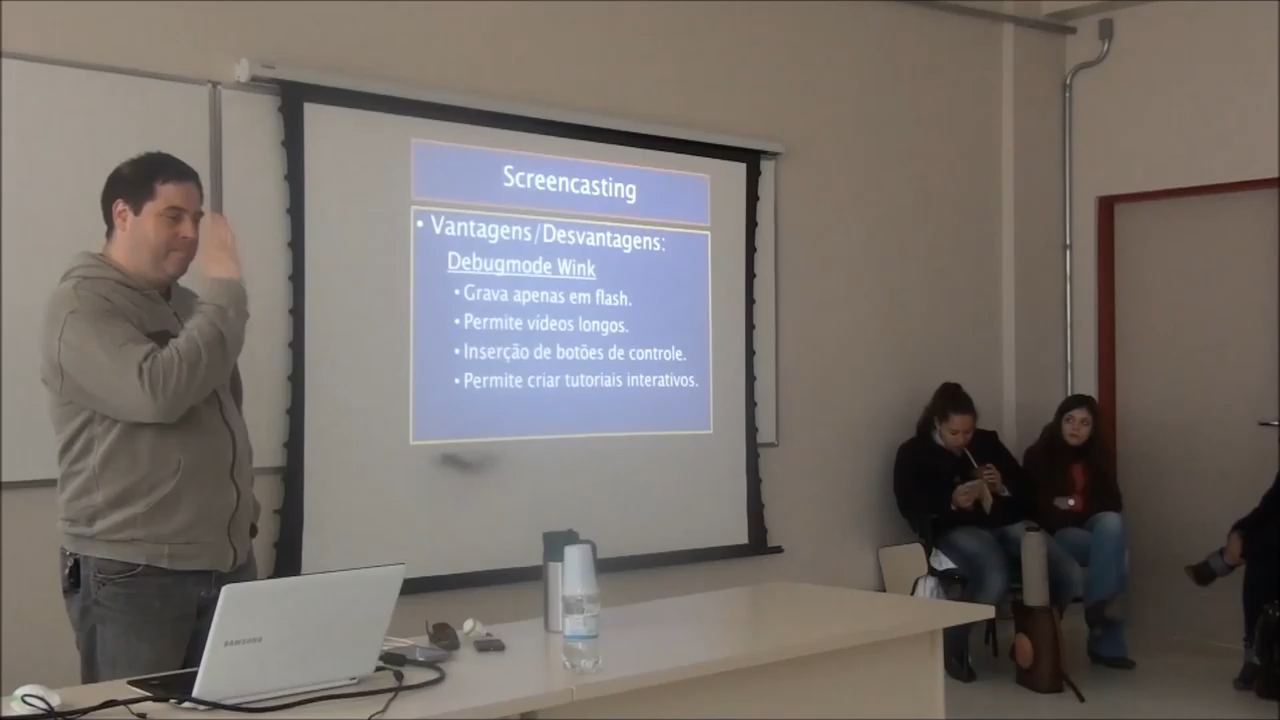 Screencasting
• Vantagens/Desvantagens:
Debugmode Wink
• Grava apenas em flash.
• Permite vídeos longos.
• Inserção de botões de controle.
• Permite criar tutoriais interativos.
SAMSUNG